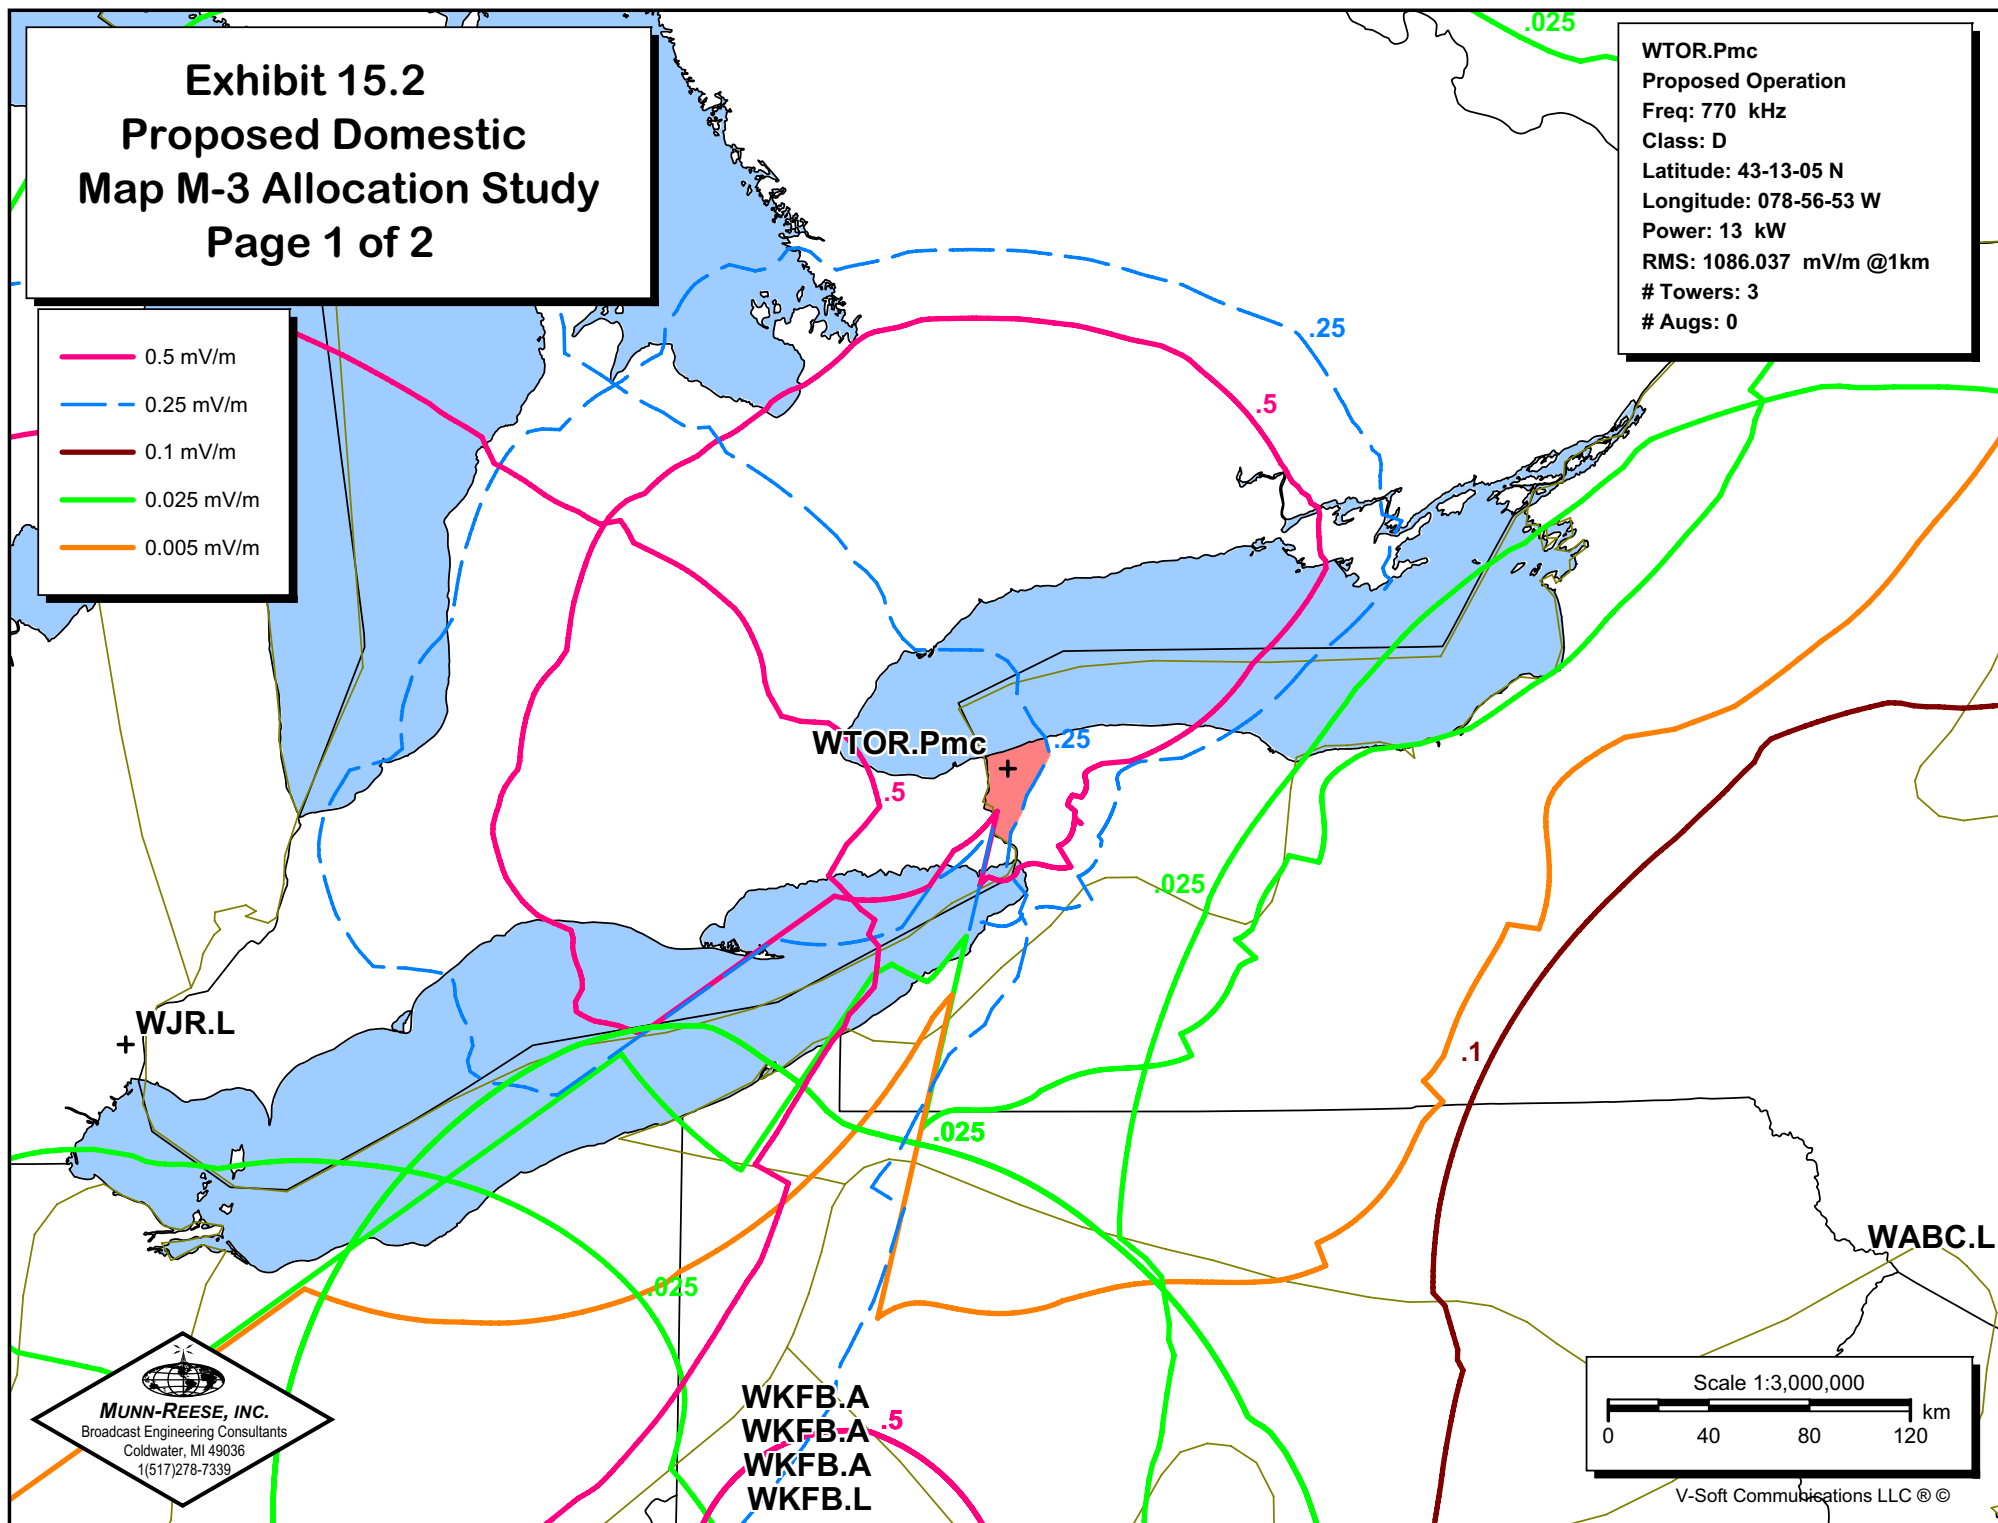 Exhibit 15.2
Proposed Domestic
Map M-3 Allocation Study
Page 1 of 2
.025
WTOR.Pmc
Proposed Operation
Freq: 770 kHz
Class: D
Latitude: 43-13-05 N
Longitude: 078-56-53 W
Power: 13 kW
RMS: 1086.037 mV/m @1km
# Towers: 3
# Augs: 0
0.5 mV/m
0.25 mV/m
0.1 mV/m
0.025 mV/m
0.005 mV/m
.25
.5
WTOR.Pmc
.25
.5
.025
WJR.L
.1
.025
WABC.L
.025
WKFB.A
WKFB.A
.5
WKFB.A
WKFB.L
MUNN-REESE, INC.
Broadcast Engineering Consultants
Coldwater, MI 49036
1(517)278-7339
Scale 1:3,000,000
km
0 40 80 120
V-Soft Communications LLC ® ©